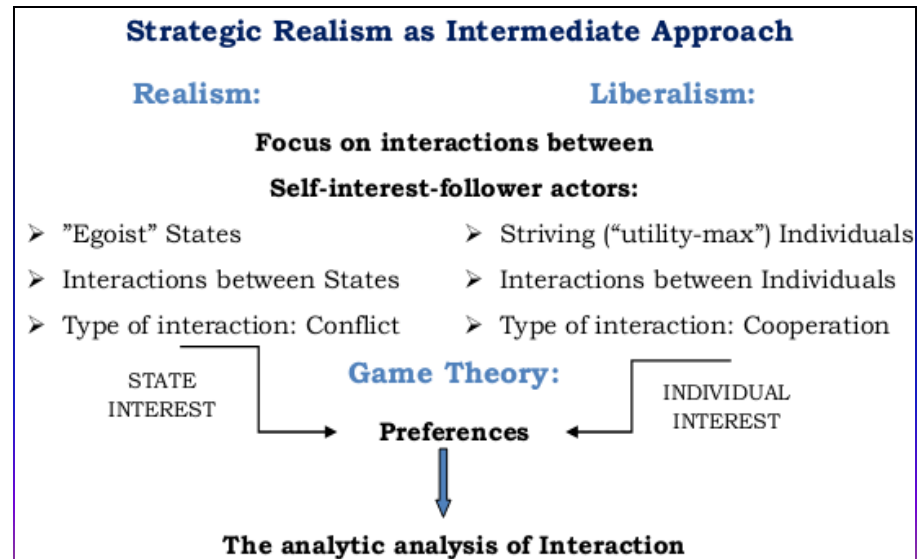 Strategic Realism as Intermediate Approach
Realism:
Liberalism:
Focus on interactions between
Self-interest-follower actors:
➢ ”Egoist” States
➢ Interactions between States
➢ Type of interaction: Conflict
➢ Striving (“utility-max”) Individuals
➢ Interactions between Individuals
➢ Type of interaction: Cooperation
STATE
INTEREST
Game Theory:
INDIVIDUAL
INTEREST
Preferences
The analytic analysis of Interaction